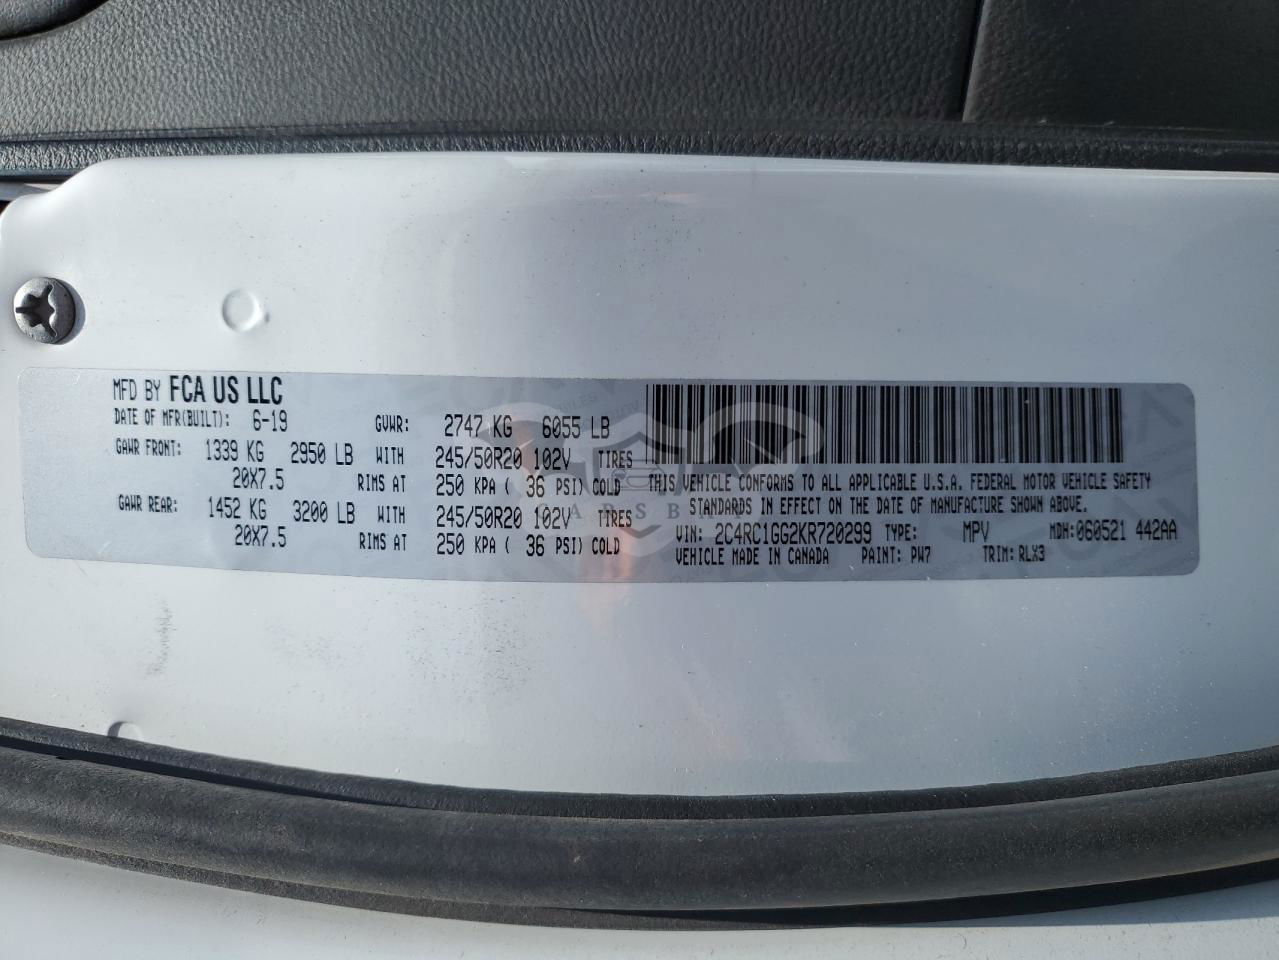 MFD BY FCA US LLC
DATE OF MFR(BUILT): 6-19 GVWR: 2747 KG 6055 LB
GAWR FRONT: 1339 KG 2950 LB WITH 245/50R20 102V TIRES
20X7.5 RIMS AT 250 KPA ( 36 PSI) COLD
GAWR REAR: 1452 KG 3200 LB WITH 245/50R20 102V TIRES
20X7.5 RIMS AT 250 KPA ( 36 PSI) COLD
THIS VEHICLE CONFORMS TO ALL APPLICABLE U.S.A. FEDERAL MOTOR VEHICLE SAFETY
STANDARDS IN EFFECT ON THE DATE OF MANUFACTURE SHOWN ABOVE.
VIN: 2C4RC1GG2KR720299 TYPE: MPV MDH: 060521 442AA
VEHICLE MADE IN CANADA PAINT: PW7 TRIM: RLX3